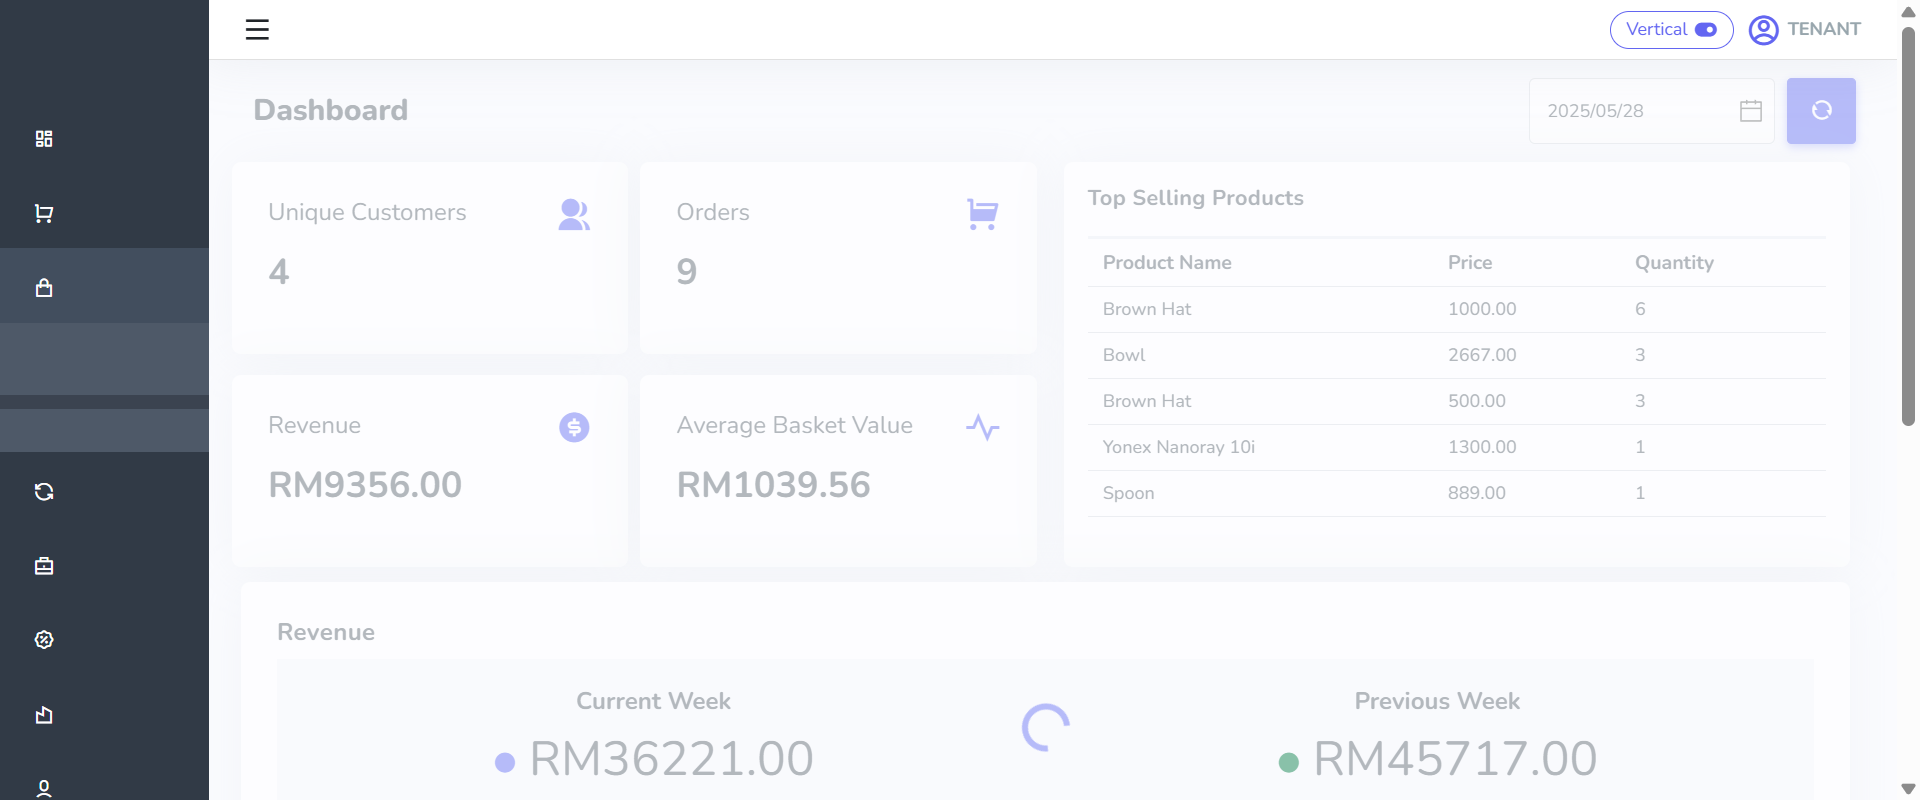 Vertical
TENANT
Dashboard
2025/05/28
Unique Customers
4
Orders
9
Revenue
RM9356.00
Average Basket Value
RM1039.56
Top Selling Products
Product Name Price Quantity
Brown Hat 1000.00 6
Bowl 2667.00 3
Brown Hat 500.00 3
Yonex Nanoray 10i 1300.00 1
Spoon 889.00 1
Revenue
Current Week
RM36221.00
Previous Week
RM45717.00